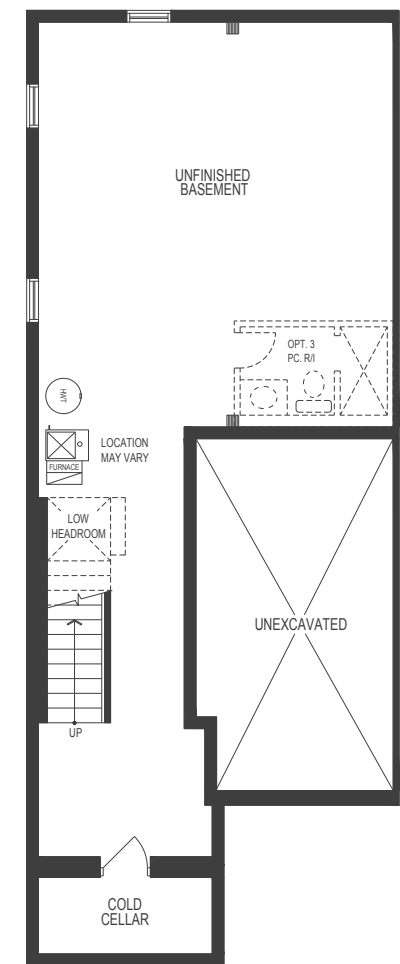 UNFINISHED
BASEMENT
OPT. 3
PC. R/I
HWT
LOCATION
MAY VARY
FURNACE
LOW
HEADROOM
UNEXCAVATED
UP
COLD
CELLAR